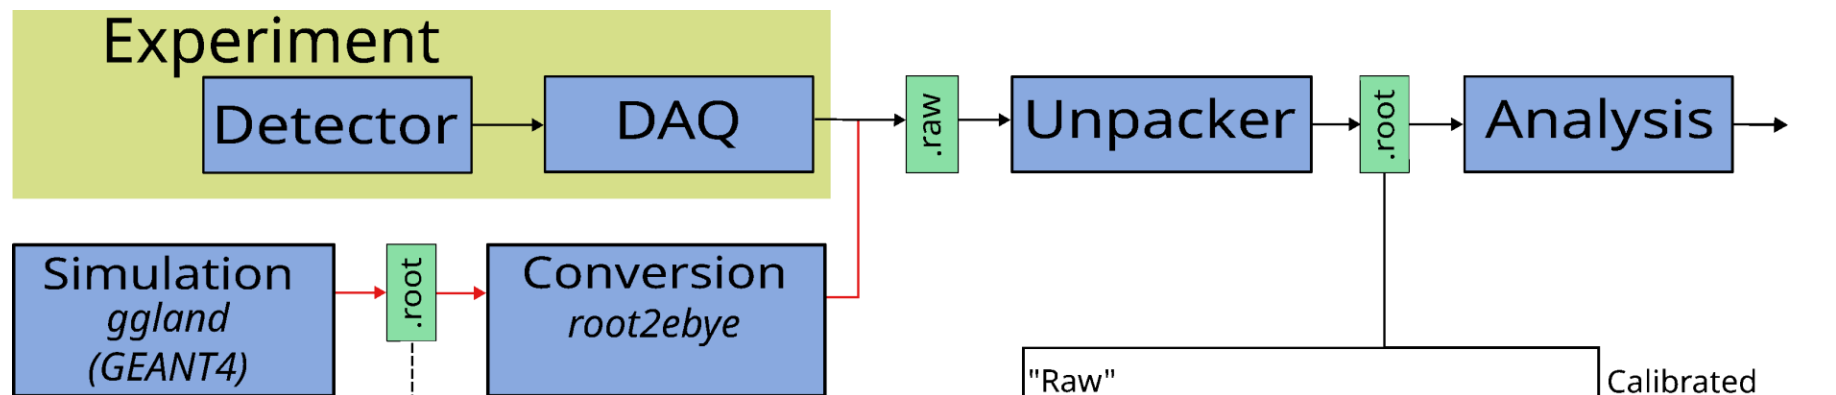 Experiment
Detector
DAQ
.raw
Unpacker
.root
Analysis
Simulation
ggland
(GEANT4)
.root
Conversion
root2ebye
"Raw"
Calibrated